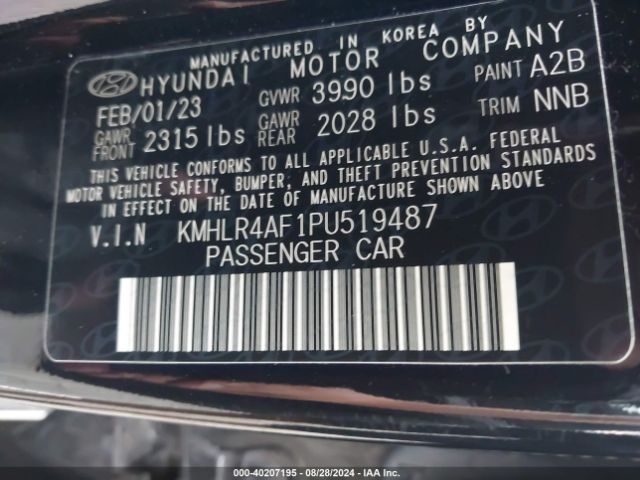 MANUFACTURED IN KOREA BY
HYUNDAI MOTOR COMPANY
FEB/01/23 GVWR 3990 lbs PAINT A2B
GAWR FRONT 2315 lbs GAWR REAR 2028 lbs TRIM NNB
THIS VEHICLE CONFORMS TO ALL APPLICABLE U.S.A. FEDERAL
MOTOR VEHICLE SAFETY, BUMPER, AND THEFT PREVENTION STANDARDS
IN EFFECT ON THE DATE OF MANUFACTURE SHOWN ABOVE
V.I.N KMHLR4AF1PU519487
PASSENGER CAR
000-40207195 - 08/28/2024 - IAA Inc.